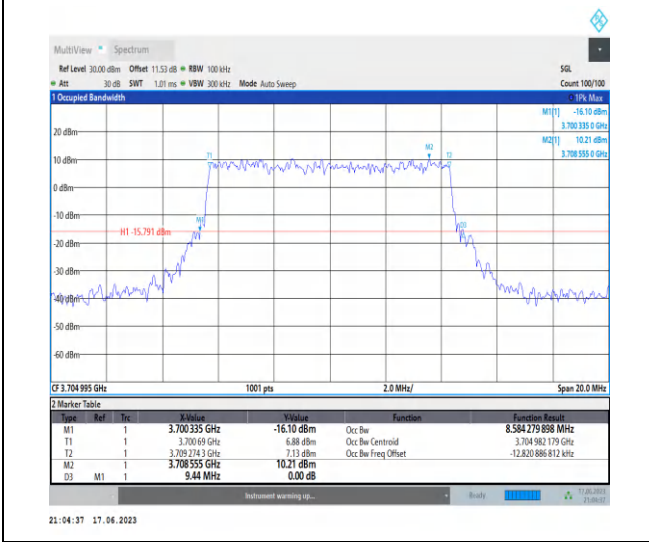 MultiView Spectrum
Ref Level 30.00 dBm Offset 11.53 dB RBW 100 kHz SGL
Att 30 dB SWT 1.01 ms VBW 300 kHz Mode Auto Sweep Count 100/100
1 Occupied Bandwidth 1Pk Max
M1[1] -16.10 dBm
3.700 335 0 GHz
M2[1] 10.21 dBm
3.708 555 0 GHz
20 dBm
M2
T1 T2
10 dBm
0 dBm
-10 dBm
M1 D3
H1 -15.791 dBm
-20 dBm
-30 dBm
-40 dBm
-50 dBm
-60 dBm
CF 3.704 995 GHz 1001 pts 2.0 MHz/ Span 20.0 MHz
2 Marker Table
Type Ref Trc X-Value Y-Value Function Function Result
M1 1 3.700 335 GHz -16.10 dBm Occ Bw 8.584 279 898 MHz
T1 1 3.700 69 GHz 6.88 dBm Occ Bw Centroid 3.704 982 179 GHz
T2 1 3.709 274 3 GHz 7.13 dBm Occ Bw Freq Offset -12.820 886 812 kHz
M2 1 3.708 555 GHz 10.21 dBm
D3 M1 1 9.44 MHz 0.00 dB
Instrument warming up... Ready 17.06.2023
21:04:37
21:04:37 17.06.2023